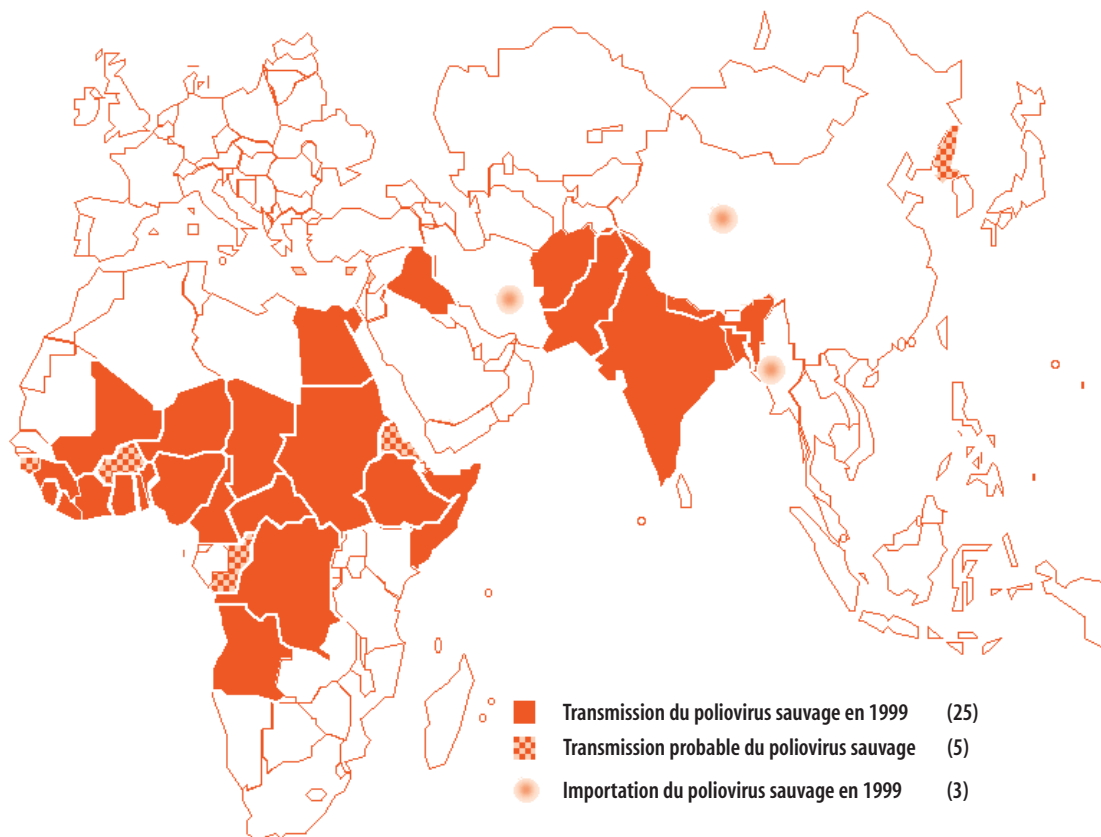 Transmission du poliovirus sauvage en 1999 (25)
Transmission probable du poliovirus sauvage (5)
Importation du poliovirus sauvage en 1999 (3)